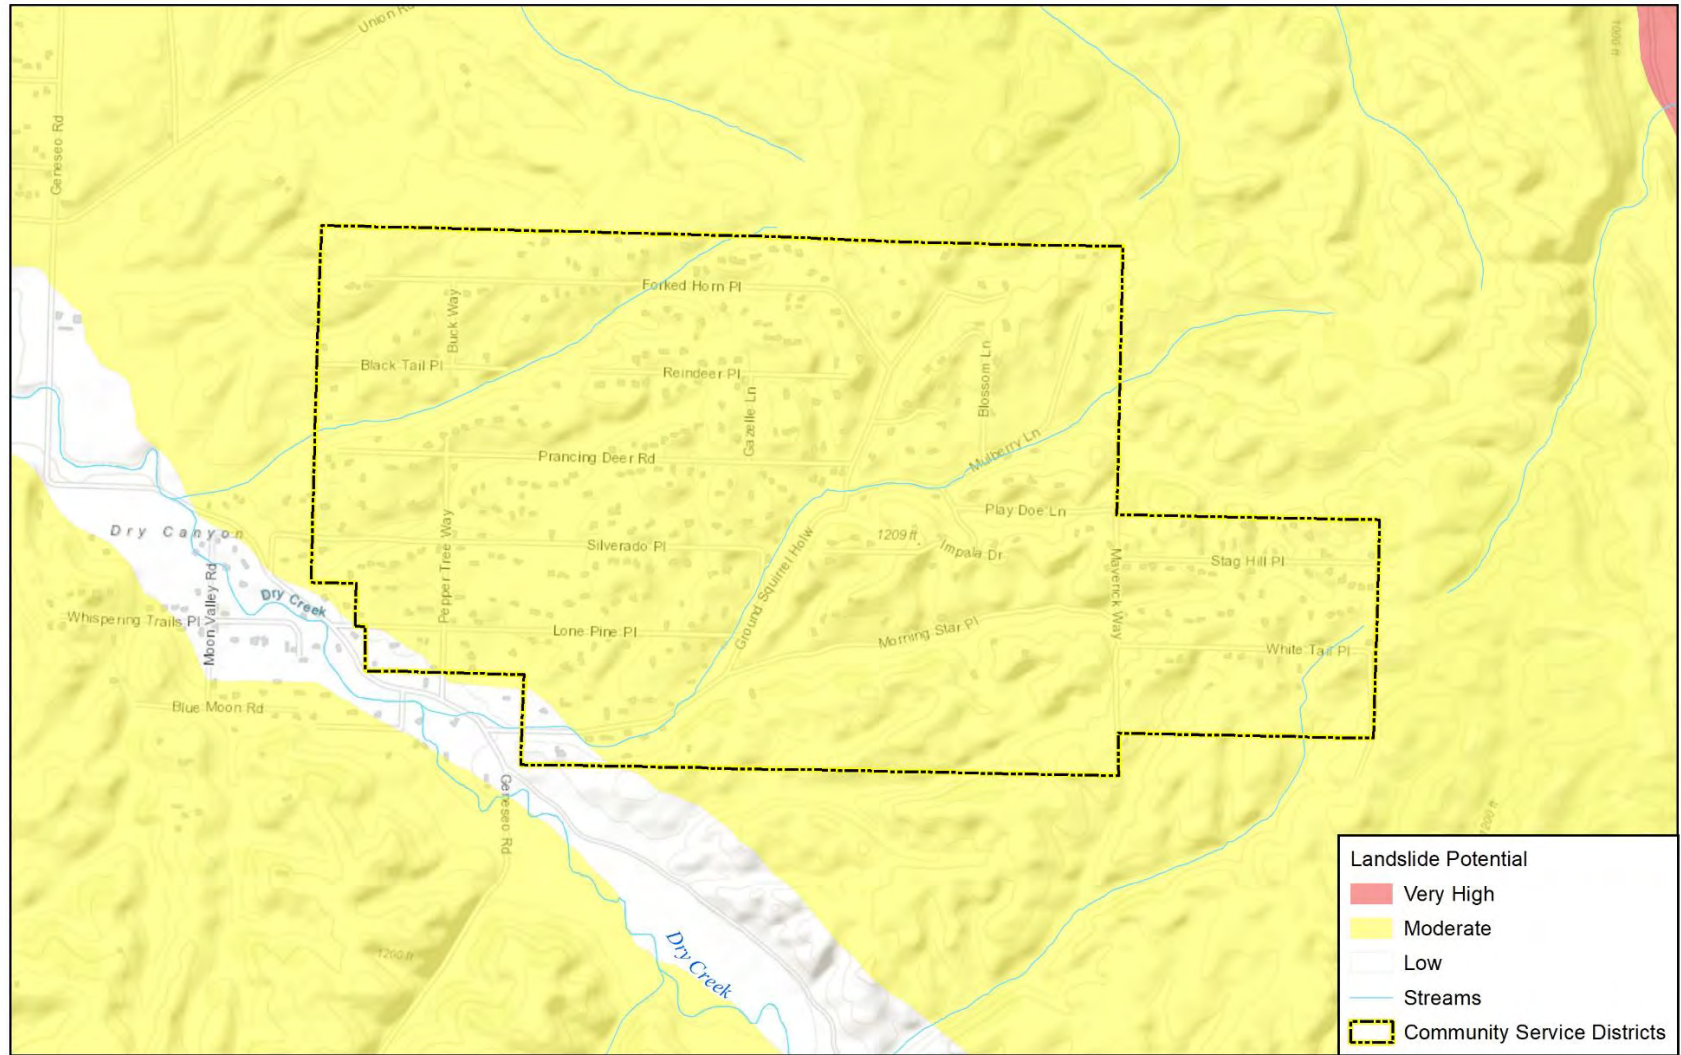 Union Rd
1000 ft
Geneseo Rd
Forked Horn Pl
Buck Way
Black Tail Pl
Reindeer Pl
Blossom Ln
Gazelle Ln
Mulberry Ln
Prancing Deer Rd
Play Doe Ln
Dry Canyon
Silverado Pl
1209 ft
Impala Dr
Stag Hill Pl
Pepper Tree Way
Ground Squirrel Holw
Maverick Way
Moon Valley Rd
Dry Creek
Whispering Trails Pl
Lone Pine Pl
Morning Star Pl
White Tail Pl
Blue Moon Rd
Geneseo Rd
1200 ft
1200 ft
Dry Creek
Landslide Potential
Very High
Moderate
Low
Streams
Community Service Districts